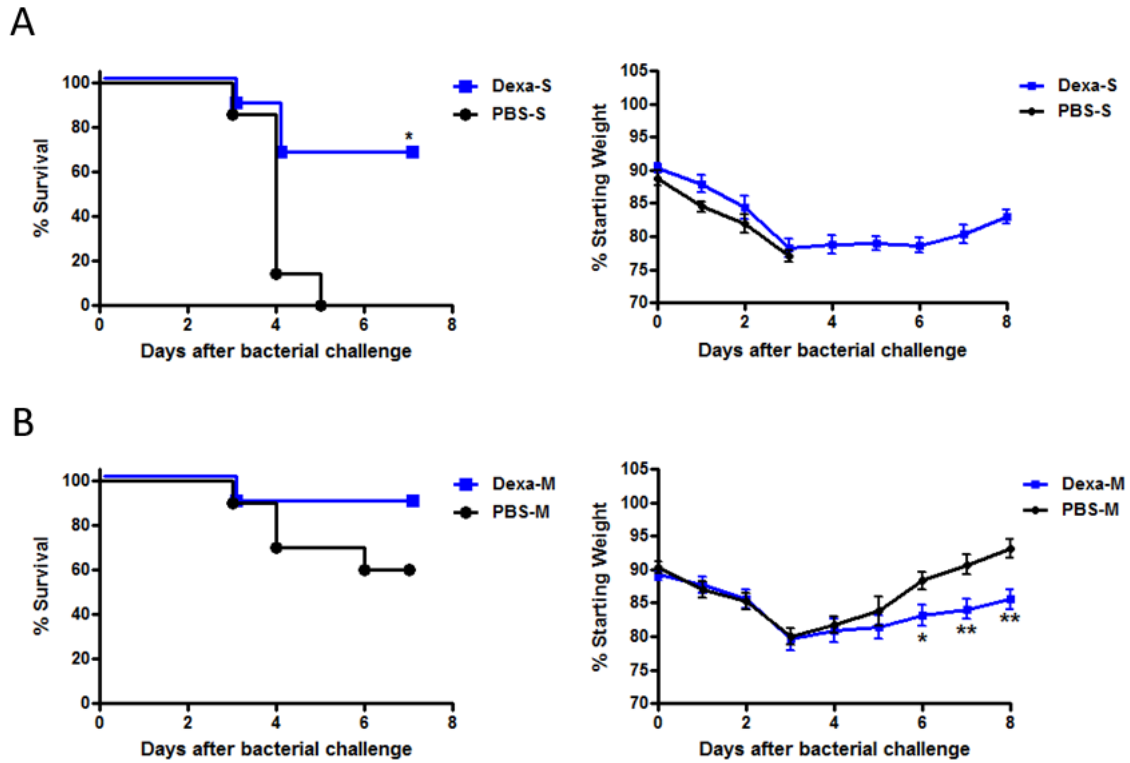 A
% Survival
100
80
60
40
20
0
0 2 4 6 8
Days after bacterial challenge
*
Dexa-S
PBS-S
% Starting Weight
105
100
95
90
85
80
75
70
0 2 4 6 8
Days after bacterial challenge
Dexa-S
PBS-S
B
% Survival
100
80
60
40
20
0
0 2 4 6 8
Days after bacterial challenge
Dexa-M
PBS-M
% Starting Weight
105
100
95
90
85
80
75
70
0 2 4 6 8
Days after bacterial challenge
* ** **
Dexa-M
PBS-M